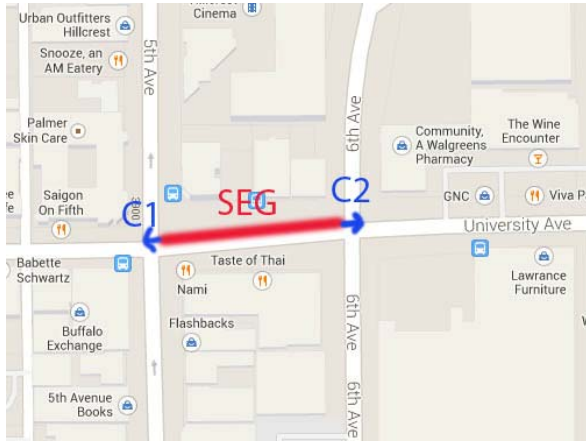 Urban Outfitters
Hillcrest
Hillcrest
Cinema
Snooze, an
AM Eatery
5th Ave
6th Ave
Palmer
Skin Care
Community,
A Walgreens
Pharmacy
The Wine
Encounter
Saigon
On Fifth
3800
C1
SEG
C2
GNC
Viva P
University Ave
Babette
Schwartz
Taste of Thai
Nami
Lawrance
Furniture
Buffalo
Exchange
Flashbacks
6th Ave
5th Avenue
Books
6th Ave